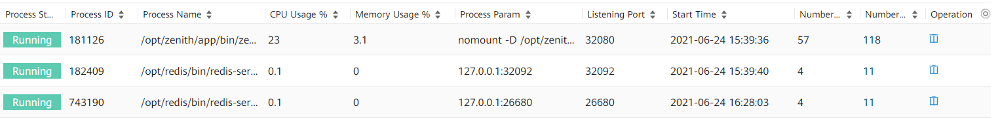 Process St... Process ID Process Name CPU Usage % Memory Usage % Process Param Listening Port Start Time Number... Number... Operation
Running 181126 /opt/zenith/app/bin/ze... 23 3.1 nomount -D /opt/zenit... 32080 2021-06-24 15:39:36 57 118
Running 182409 /opt/redis/bin/redis-ser... 0.1 0 127.0.0.1:32092 32092 2021-06-24 15:39:40 4 11
Running 743190 /opt/redis/bin/redis-ser... 0.1 0 127.0.0.1:26680 26680 2021-06-24 16:28:03 4 11